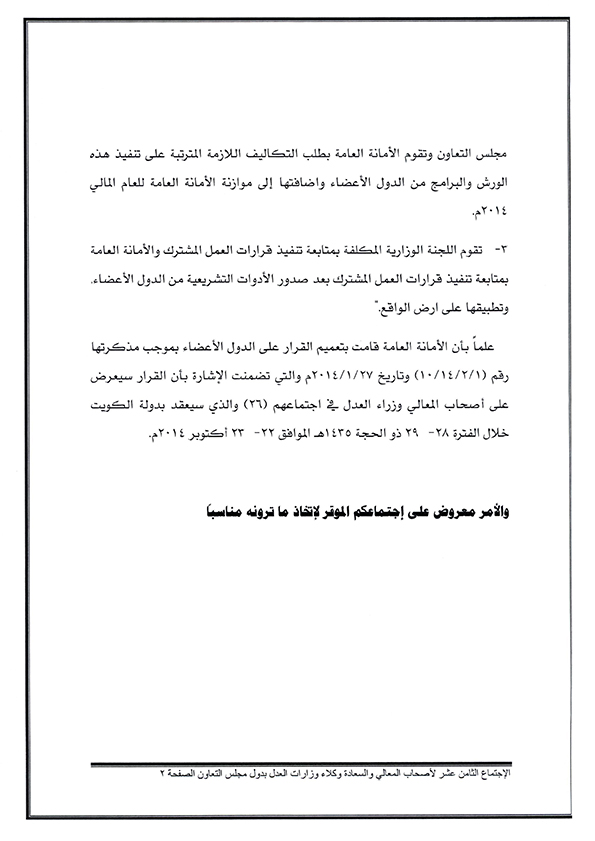 مجلس التعاون وتقوم الأمانة العامة بطلب التكاليف اللازمة المترتبة على تنفيذ هذه
الورش والبرامج من الدول الأعضاء واضافتها إلى موازنة الأمانة العامة للعام المالي
٢٠١٤م.
٣- تقوم اللجنة الوزارية المكلفة بمتابعة تنفيذ قرارات العمل المشترك والأمانة العامة
بمتابعة تنفيذ قرارات العمل المشترك بعد صدور الأدوات التشريعية من الدول الأعضاء.
وتطبيقها على ارض الواقع."
علماً بأن الأمانة العامة قامت بتعميم القرار على الدول الأعضاء بموجب مذكرتها
رقم (١٠/١٤/٢/١) وتاريخ ٢٠١٤/١/٢٧م والتي تضمنت الإشارة بأن القرار سيعرض
على أصحاب المعالي وزراء العدل في اجتماعهم (٢٦) والذي سيعقد بدولة الكويت
خلال الفترة ٢٨- ٢٩ ذو الحجة ١٤٣٥هـ الموافق ٢٢- ٢٣ أكتوبر ٢٠١٤م.
والأمر معروض على إجتماعكم الموقر لإتخاذ ما ترونه مناسباً
الإجتماع الثامن عشر لأصحاب المعالي والسعادة وكلاء وزارات العدل بدول مجلس التعاون الصفحة ٢